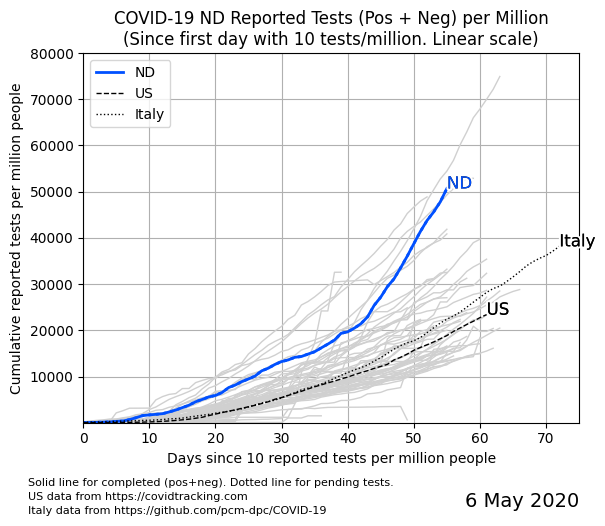 COVID-19 ND Reported Tests (Pos + Neg) per Million
(Since first day with 10 tests/million. Linear scale)
80000
70000
60000
50000
40000
30000
20000
10000
Cumulative reported tests per million people
ND
US
Italy
ND
Italy
US
0 10 20 30 40 50 60 70
Days since 10 reported tests per million people
Solid line for completed (pos+neg). Dotted line for pending tests.
US data from https://covidtracking.com
Italy data from https://github.com/pcm-dpc/COVID-19
6 May 2020